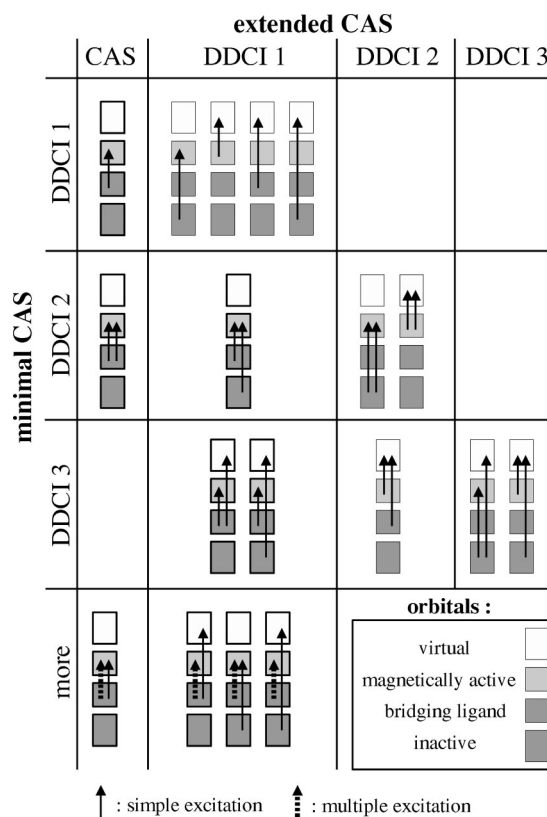 extended CAS
CAS DDCI 1 DDCI 2 DDCI 3
minimal CAS
DDCI 1
DDCI 2
DDCI 3
more
orbitals :
virtual
magnetically active
bridging ligand
inactive
: simple excitation : multiple excitation